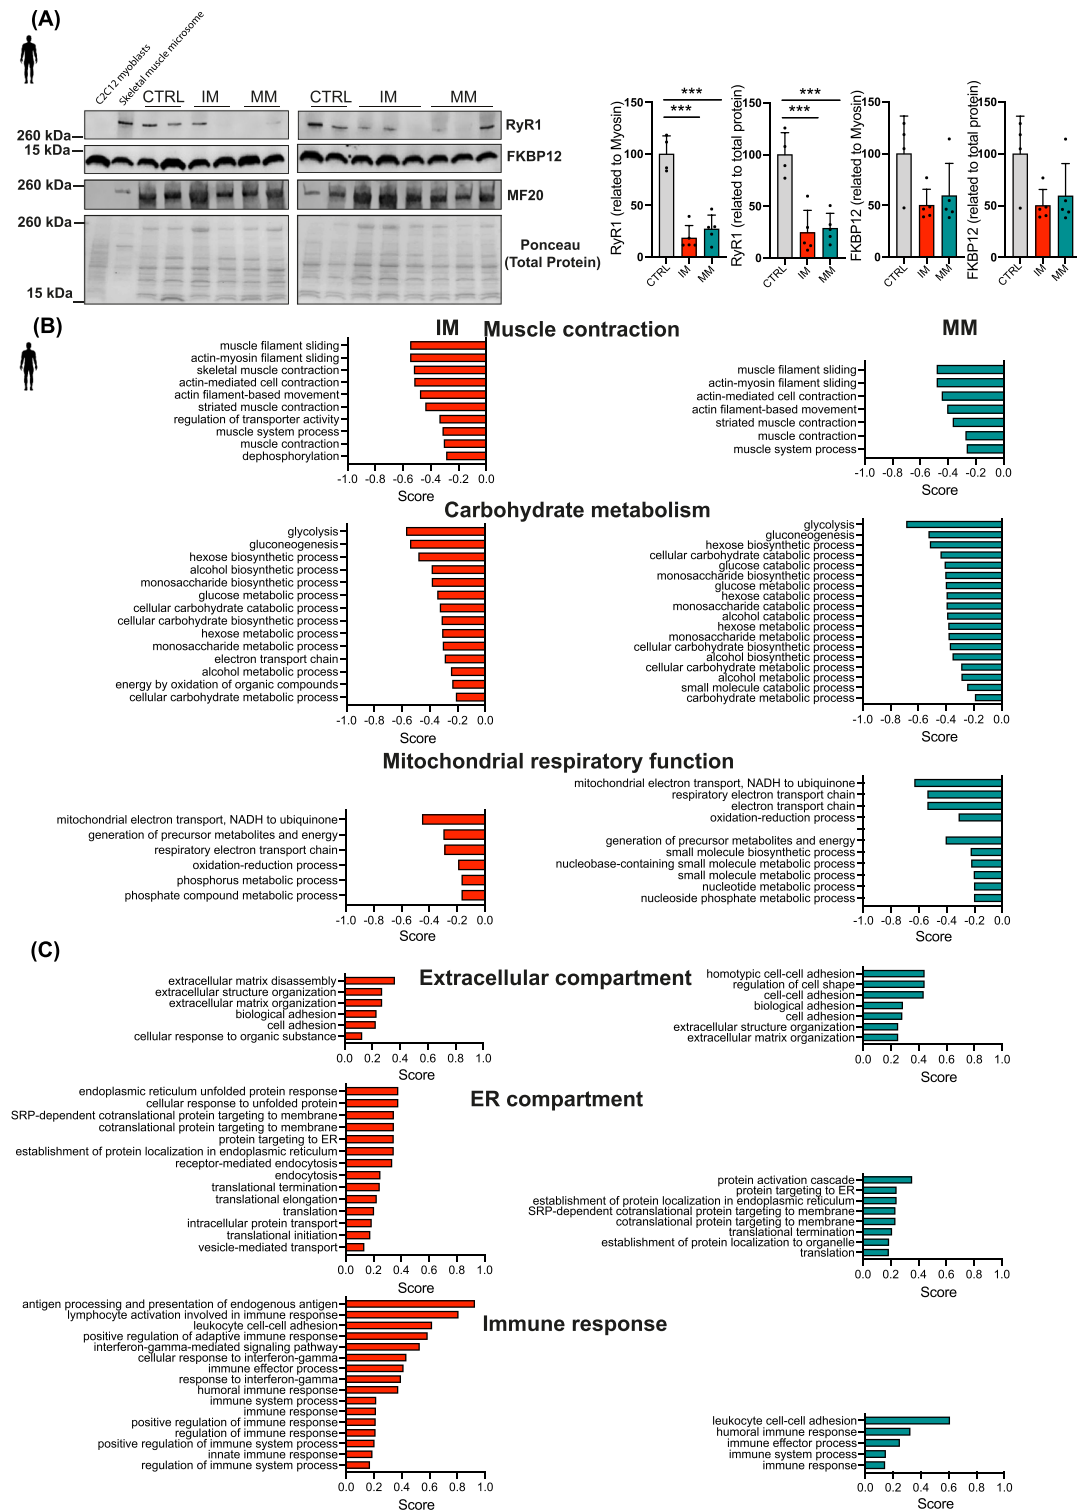 (A)
C2C12 myoblasts
Skeletal muscle microsome
CTRL IM MM
CTRL IM MM
260 kDa
15 kDa
260 kDa
260 kDa
15 kDa
RyR1
FKBP12
MF20
Ponceau
(Total Protein)
RyR1 (related to Myosin)
150
100
50
0
*** 
***
CTRL IM MM
RyR1 (related to total protein)
150
100
50
0
***
***
CTRL IM MM
FKBP12 (related to Myosin)
150
100
50
0
CTRL IM MM
FKBP12 (related to total protein)
150
100
50
0
CTRL IM MM
(B)
IM Muscle contraction MM
muscle filament sliding
actin-myosin filament sliding
skeletal muscle contraction
actin-mediated cell contraction
actin filament-based movement
striated muscle contraction
regulation of transporter activity
muscle system process
muscle contraction
dephosphorylation
-1.0 -0.8 -0.6 -0.4 -0.2 0.0
Score
muscle filament sliding
actin-myosin filament sliding
actin-mediated cell contraction
actin filament-based movement
striated muscle contraction
muscle contraction
muscle system process
-1.0 -0.8 -0.6 -0.4 -0.2 0.0
Score
Carbohydrate metabolism
glycolysis
gluconeogenesis
hexose biosynthetic process
alcohol biosynthetic process
monosaccharide biosynthetic process
glucose metabolic process
cellular carbohydrate catabolic process
cellular carbohydrate biosynthetic process
hexose metabolic process
monosaccharide metabolic process
electron transport chain
alcohol metabolic process
energy by oxidation of organic compounds
cellular carbohydrate metabolic process
-1.0 -0.8 -0.6 -0.4 -0.2 0.0
Score
glycolysis
gluconeogenesis
hexose biosynthetic process
cellular carbohydrate catabolic process
glucose catabolic process
monosaccharide biosynthetic process
glucose metabolic process
hexose catabolic process
monosaccharide catabolic process
alcohol catabolic process
hexose metabolic process
monosaccharide metabolic process
cellular carbohydrate biosynthetic process
alcohol biosynthetic process
cellular carbohydrate metabolic process
alcohol metabolic process
small molecule catabolic process
carbohydrate metabolic process
-1.0 -0.8 -0.6 -0.4 -0.2 0.0
Score
Mitochondrial respiratory function
mitochondrial electron transport, NADH to ubiquinone
generation of precursor metabolites and energy
respiratory electron transport chain
oxidation-reduction process
phosphorus metabolic process
phosphate compound metabolic process
-1.0 -0.8 -0.6 -0.4 -0.2 0.0
Score
mitochondrial electron transport, NADH to ubiquinone
respiratory electron transport chain
electron transport chain
oxidation-reduction process
generation of precursor metabolites and energy
small molecule biosynthetic process
nucleobase-containing small molecule metabolic process
small molecule metabolic process
nucleotide metabolic process
nucleoside phosphate metabolic process
-1.0 -0.8 -0.6 -0.4 -0.2 0.0
Score
(C)
Extracellular compartment
extracellular matrix disassembly
extracellular structure organization
extracellular matrix organization
biological adhesion
cell adhesion
cellular response to organic substance
0.0 0.2 0.4 0.6 0.8 1.0
Score
homotypic cell-cell adhesion
regulation of cell shape
cell-cell adhesion
biological adhesion
cell adhesion
extracellular structure organization
extracellular matrix organization
0.0 0.2 0.4 0.6 0.8 1.0
Score
ER compartment
endoplasmic reticulum unfolded protein response
cellular response to unfolded protein
SRP-dependent cotranslational protein targeting to membrane
cotranslational protein targeting to membrane
protein targeting to ER
establishment of protein localization in endoplasmic reticulum
receptor-mediated endocytosis
endocytosis
translational termination
translational elongation
translation
intracellular protein transport
translational initiation
vesicle-mediated transport
0.0 0.2 0.4 0.6 0.8 1.0
Score
protein activation cascade
protein targeting to ER
establishment of protein localization in endoplasmic reticulum
SRP-dependent cotranslational protein targeting to membrane
cotranslational protein targeting to membrane
translational termination
establishment of protein localization to organelle
translation
0.0 0.2 0.4 0.6 0.8 1.0
Score
Immune response
antigen processing and presentation of endogenous antigen
lymphocyte activation involved in immune response
leukocyte cell-cell adhesion
positive regulation of adaptive immune response
interferon-gamma-mediated signaling pathway
cellular response to interferon-gamma
immune effector process
response to interferon-gamma
humoral immune response
immune system process
immune response
positive regulation of immune response
regulation of immune response
positive regulation of immune system process
innate immune response
regulation of immune system process
0.0 0.2 0.4 0.6 0.8 1.0
Score
leukocyte cell-cell adhesion
humoral immune response
immune effector process
immune system process
immune response
0.0 0.2 0.4 0.6 0.8 1.0
Score